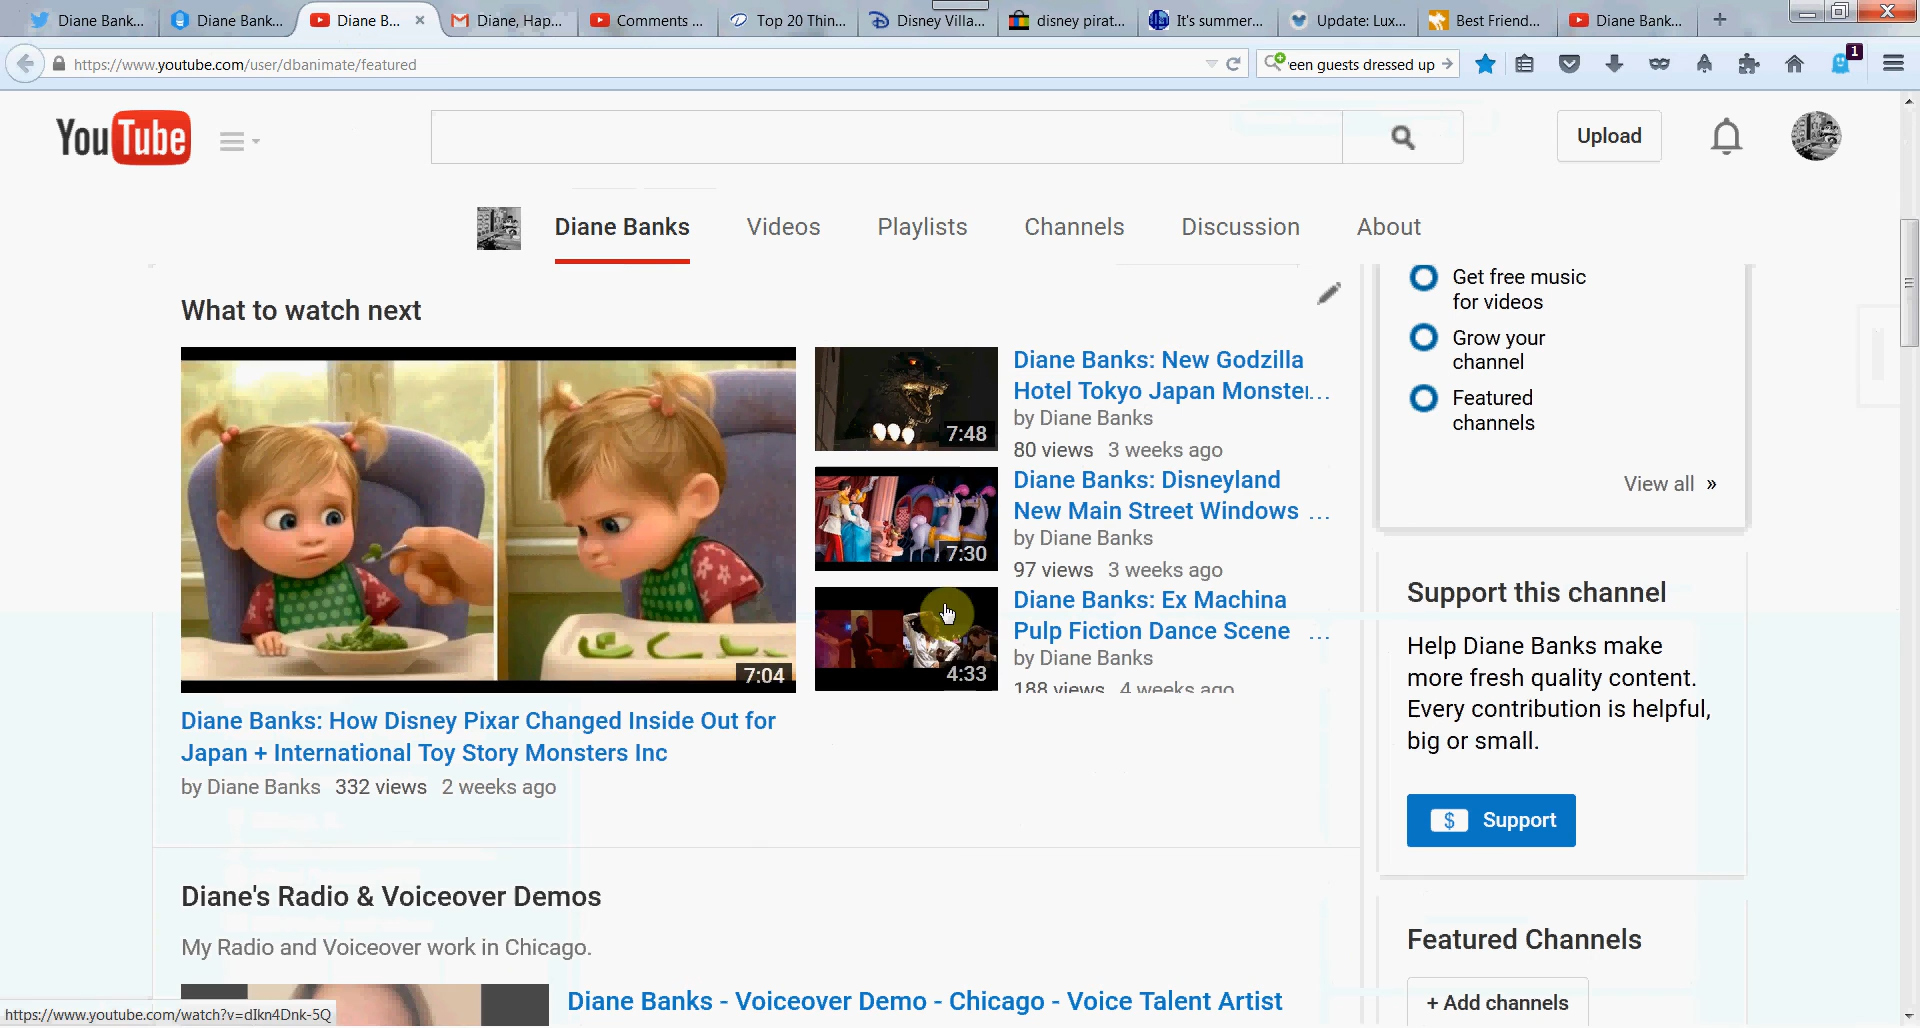 Diane Bank...
Diane Bank...
Diane B...
Diane, Hap...
Comments ...
Top 20 Thin...
Disney Villa...
disney pirat...
It's summer...
Update: Lux...
Best Friend...
Diane Bank...
https://www.youtube.com/user/dbanimate/featured
een guests dressed up
1
YouTube
Upload
Diane Banks
Videos
Playlists
Channels
Discussion
About
What to watch next
7:04
Diane Banks: How Disney Pixar Changed Inside Out for
Japan + International Toy Story Monsters Inc
by Diane Banks 332 views 2 weeks ago
7:48
Diane Banks: New Godzilla
Hotel Tokyo Japan Monster...
by Diane Banks
80 views 3 weeks ago
7:30
Diane Banks: Disneyland
New Main Street Windows ...
by Diane Banks
97 views 3 weeks ago
4:33
Diane Banks: Ex Machina
Pulp Fiction Dance Scene ...
by Diane Banks
188 views 4 weeks ago
Get free music
for videos
Grow your
channel
Featured
channels
View all »
Support this channel
Help Diane Banks make
more fresh quality content.
Every contribution is helpful,
big or small.
$ Support
Diane's Radio & Voiceover Demos
My Radio and Voiceover work in Chicago.
Diane Banks - Voiceover Demo - Chicago - Voice Talent Artist
Featured Channels
+ Add channels
https://www.youtube.com/watch?v=dIkn4Dnk-5Q